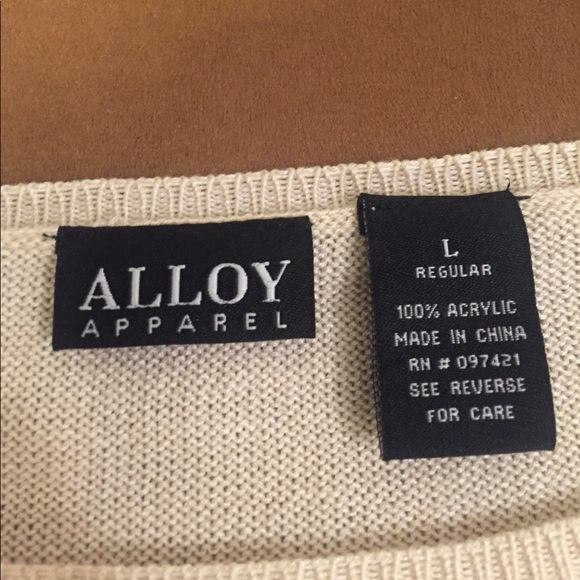 ALLOY
APPAREL
L
REGULAR
100% ACRYLIC
MADE IN CHINA
RN # 097421
SEE REVERSE
FOR CARE